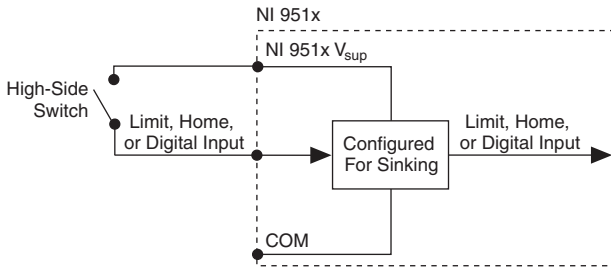 NI 951x
NI 951x Vsup
High-Side
Switch
Limit, Home,
or Digital Input
Configured
For Sinking
Limit, Home,
or Digital Input
COM